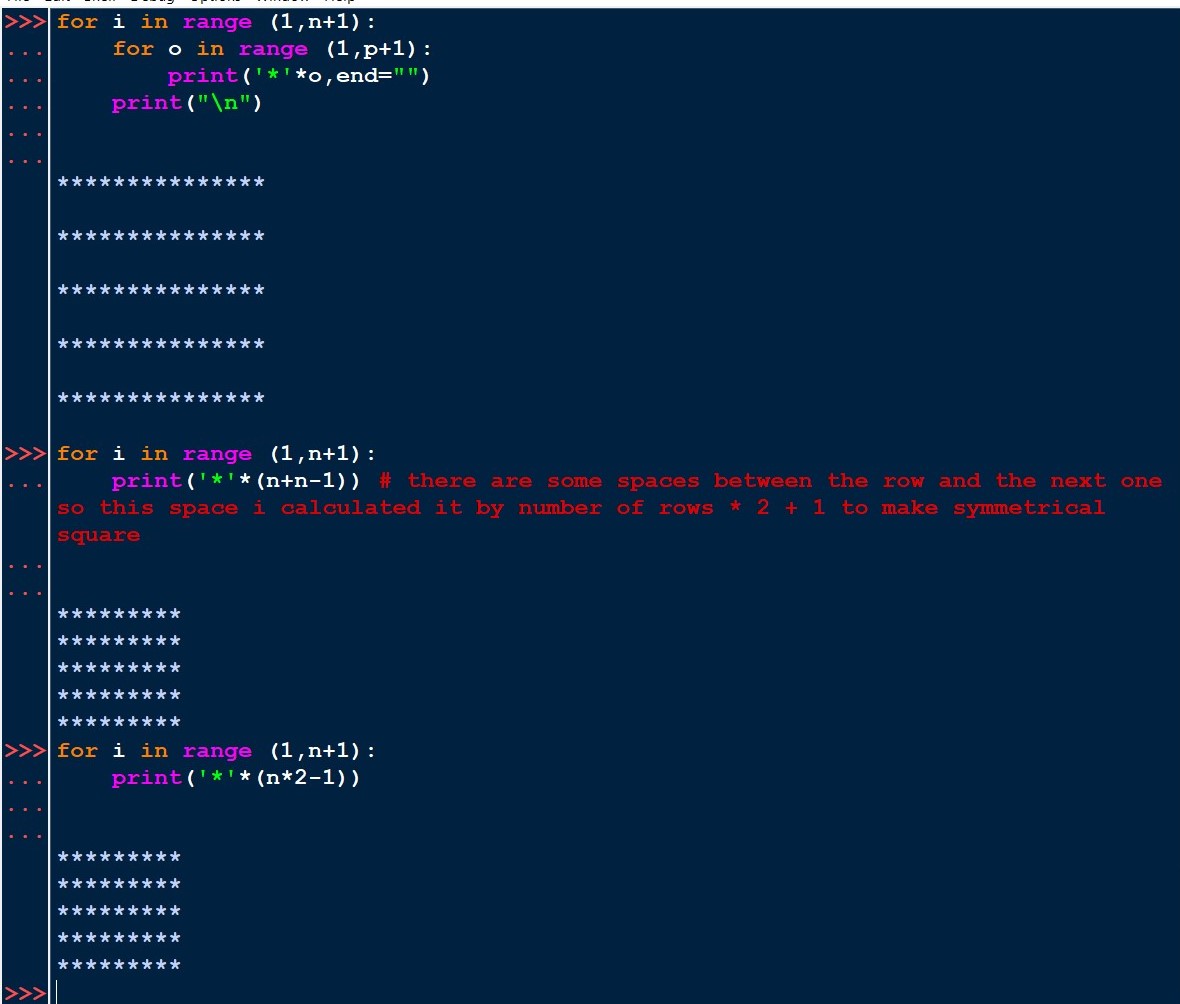 >>> for i in range (1,n+1):
...     for o in range (1,p+1):
...         print('*'*o,end="")
...     print("\n")
...
...
***************
***************
***************
***************
***************
>>> for i in range (1,n+1):
...     print('*'*(n+n-1)) # there are some spaces between the row and the next one
so this space i calculated it by number of rows * 2 + 1 to make symmetrical
square
...
...
*********
*********
*********
*********
*********
>>> for i in range (1,n+1):
...     print('*'*(n*2-1))
...
...
*********
*********
*********
*********
*********
>>>